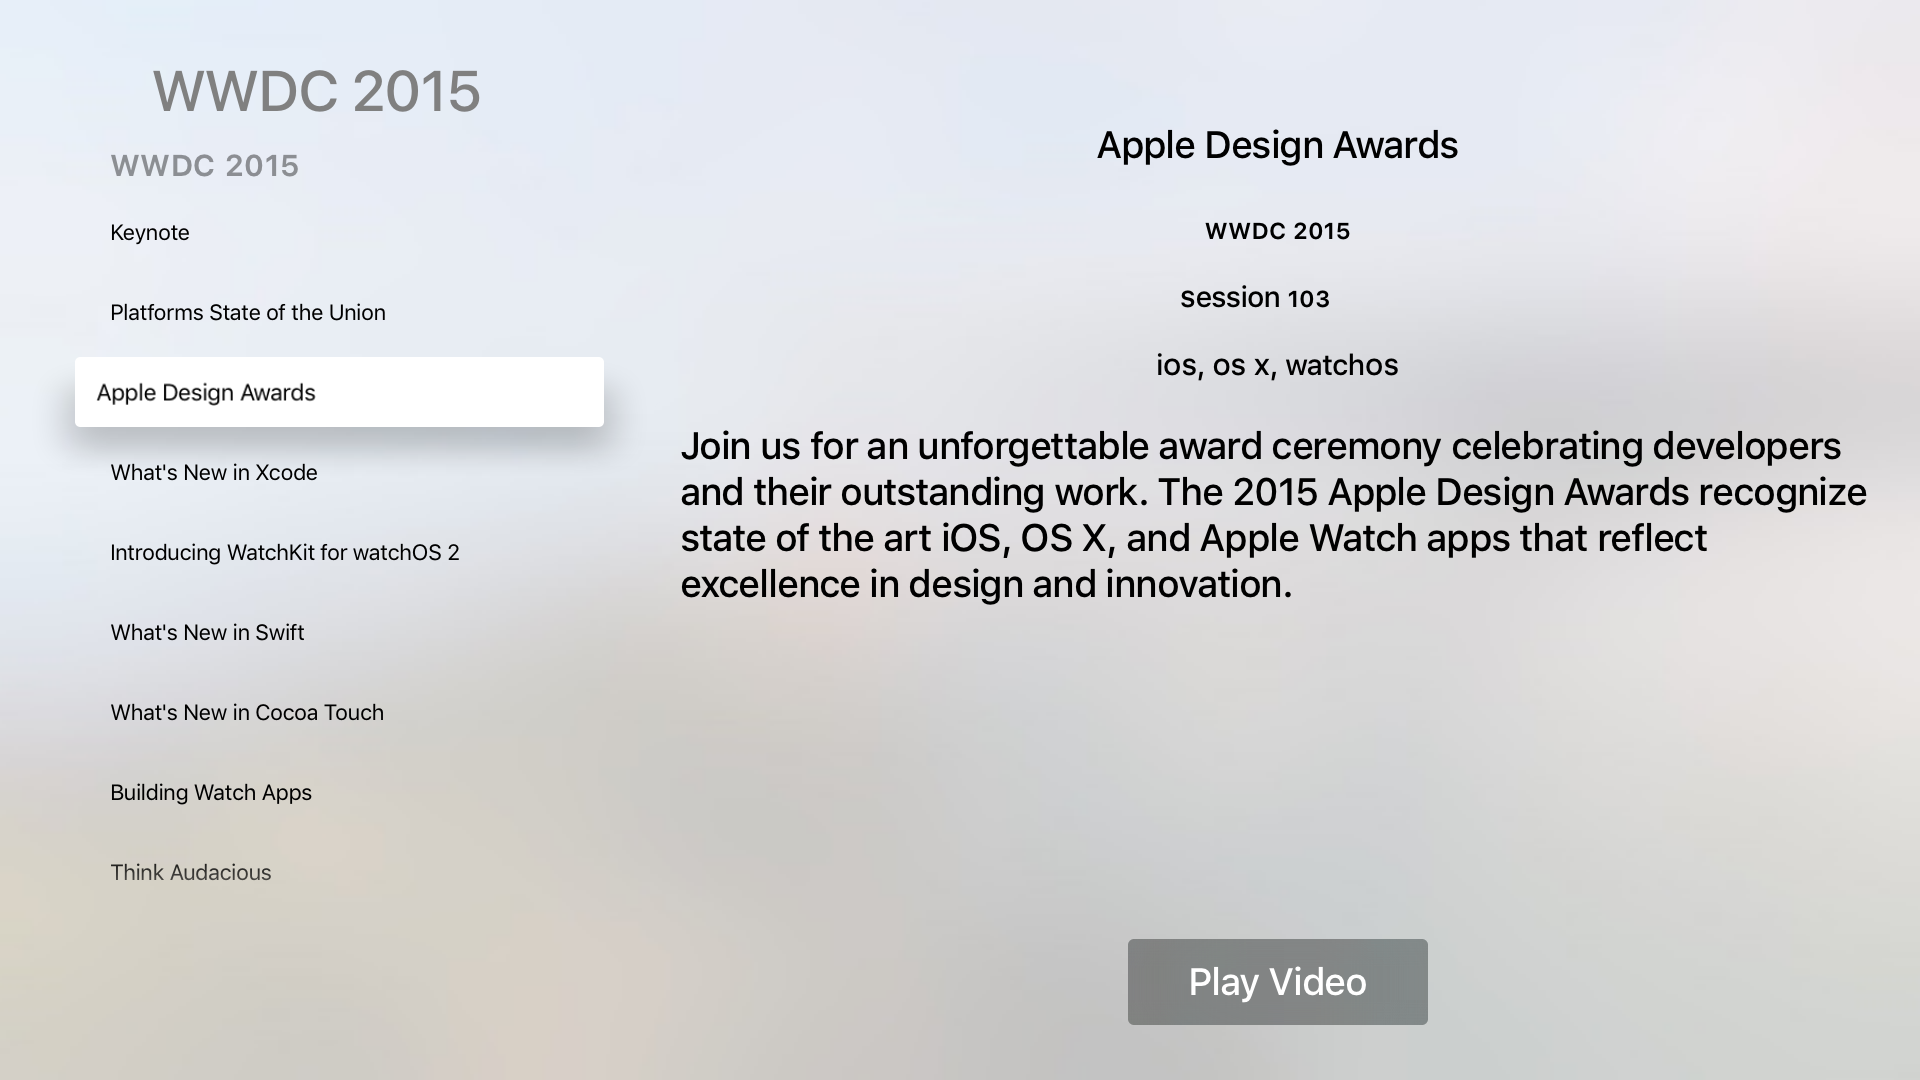 WWDC 2015
WWDC 2015
Keynote
Platforms State of the Union
Apple Design Awards
What's New in Xcode
Introducing WatchKit for watchOS 2
What's New in Swift
What's New in Cocoa Touch
Building Watch Apps
Think Audacious
Apple Design Awards
WWDC 2015
session 103
ios, os x, watchos
Join us for an unforgettable award ceremony celebrating developers
and their outstanding work. The 2015 Apple Design Awards recognize
state of the art iOS, OS X, and Apple Watch apps that reflect
excellence in design and innovation.
Play Video